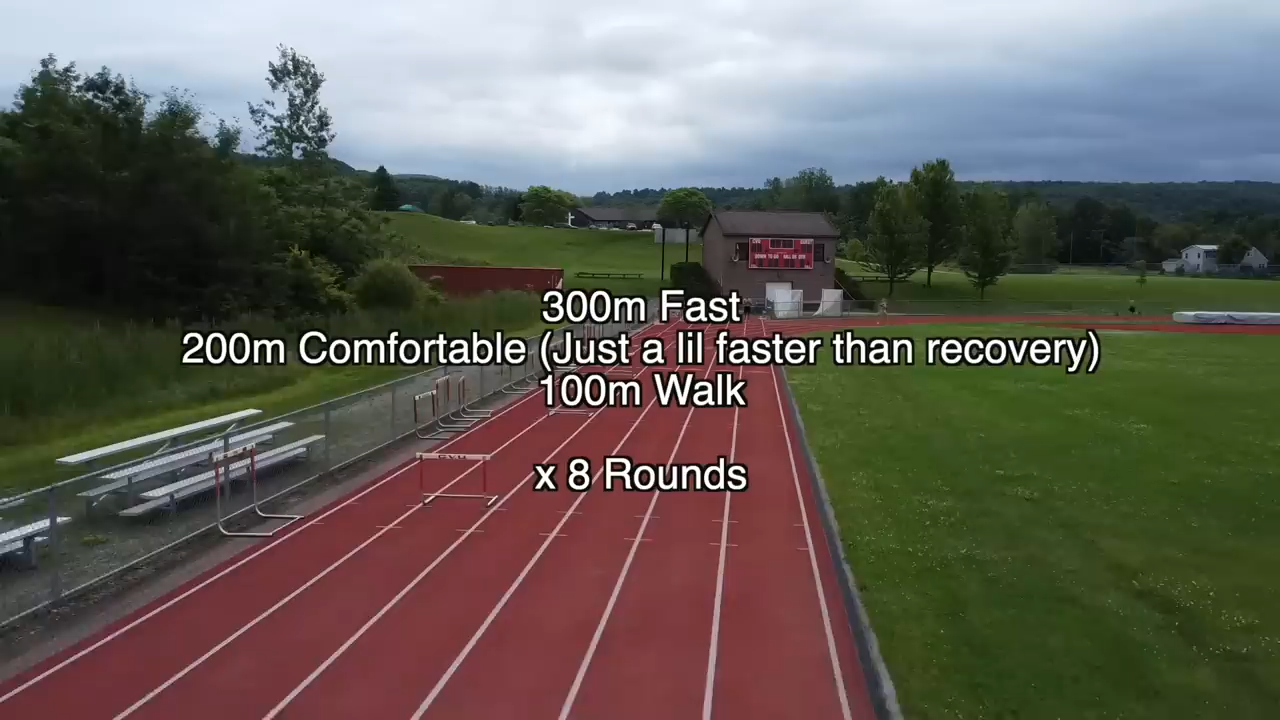 300m Fast
200m Comfortable (Just a lil faster than recovery)
100m Walk
x 8 Rounds